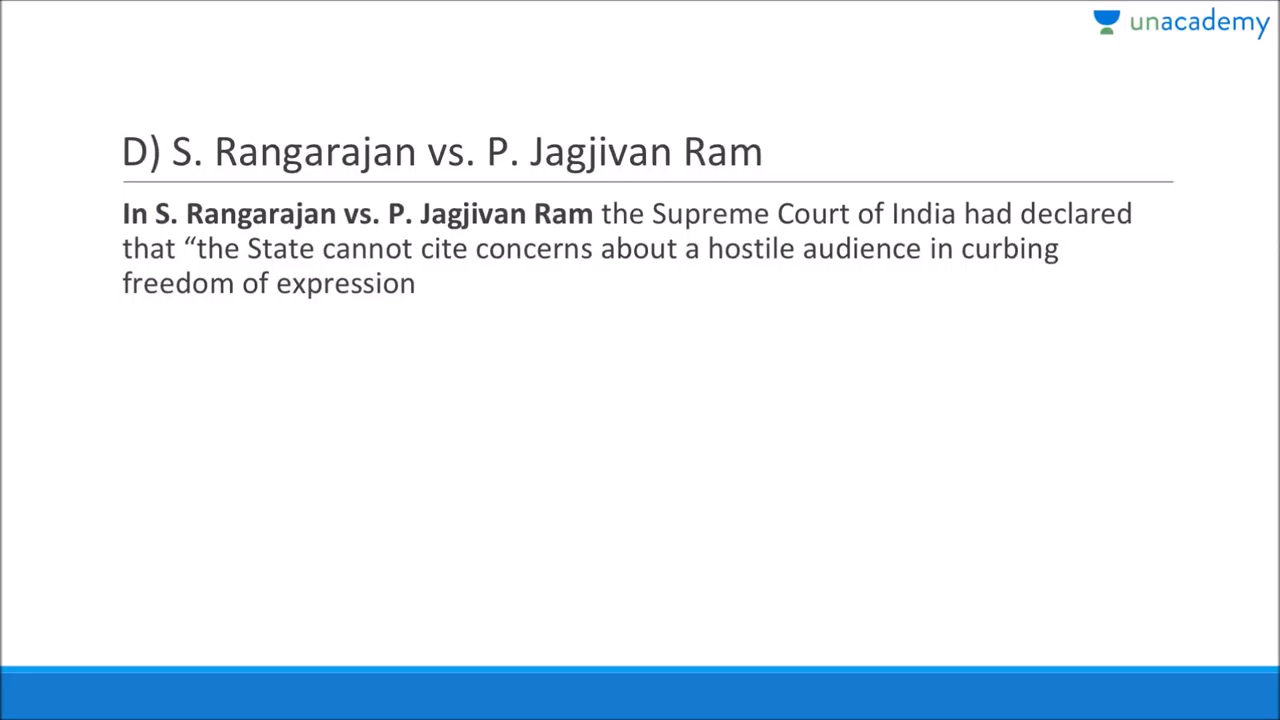 unacademy
D) S. Rangarajan vs. P. Jagjivan Ram
In S. Rangarajan vs. P. Jagjivan Ram the Supreme Court of India had declared
that “the State cannot cite concerns about a hostile audience in curbing
freedom of expression